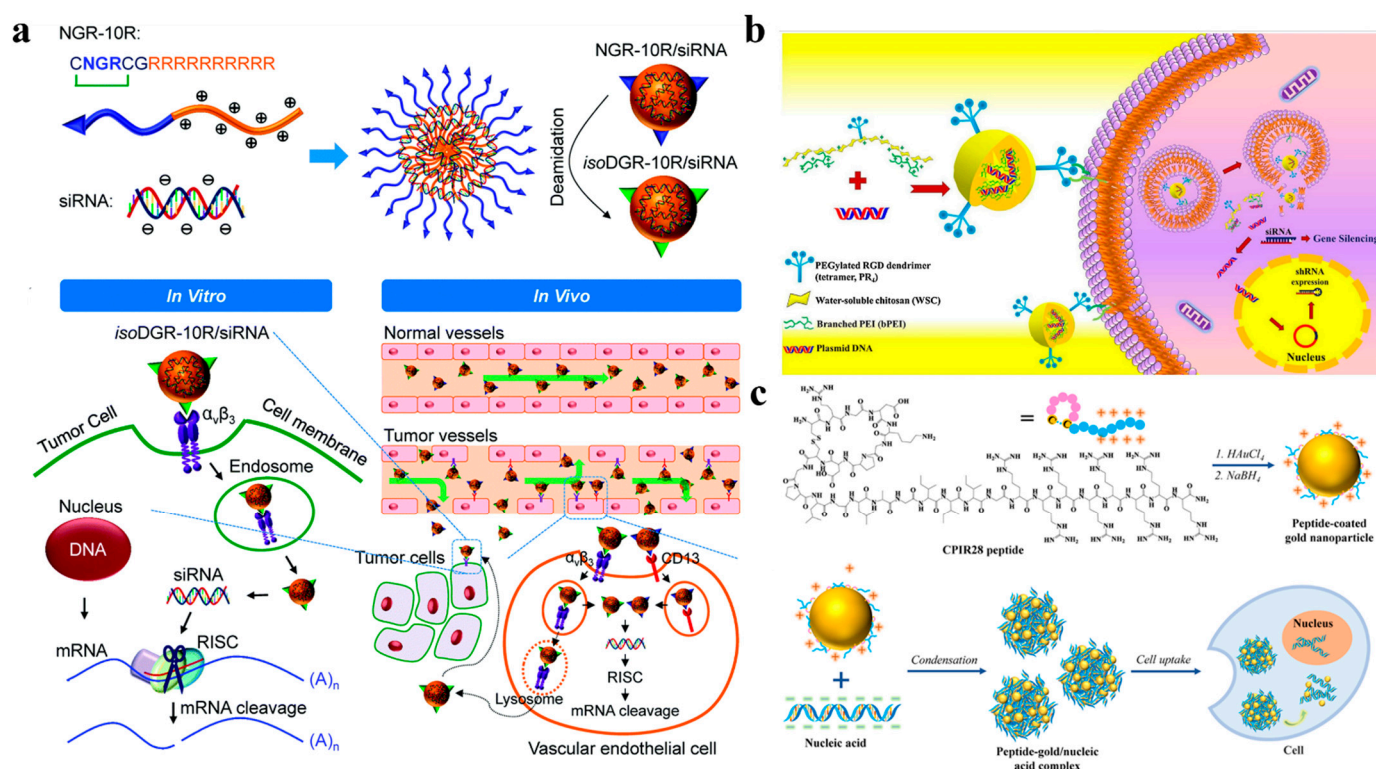 a
NGR-10R:
CNGRCGRRRRRRRRRR
siRNA:
NGR-10R/siRNA
Deamidation
isoDGR-10R/siRNA
In Vitro
isoDGR-10R/siRNA
αvβ3
Tumor Cell
Cell membrane
Endosome
Nucleus
DNA
siRNA
mRNA
RISC
(A)n
mRNA cleavage
(A)n
In Vivo
Normal vessels
Tumor vessels
Tumor cells
αvβ3
CD13
Lysosome
RISC
mRNA cleavage
Vascular endothelial cell
b
PEGylated RGD dendrimer
(tetramer, PR4)
Water-soluble chitosan (WSC)
Branched PEI (bPEI)
Plasmid DNA
siRNA
Gene Silencing
shRNA
expression
Nucleus
c
CPIR28 peptide
1. HAuCl4
2. NaBH4
Peptide-coated
gold nanoparticle
Nucleic acid
Condensation
Peptide-gold/nucleic
acid complex
Cell uptake
Nucleus
Cell